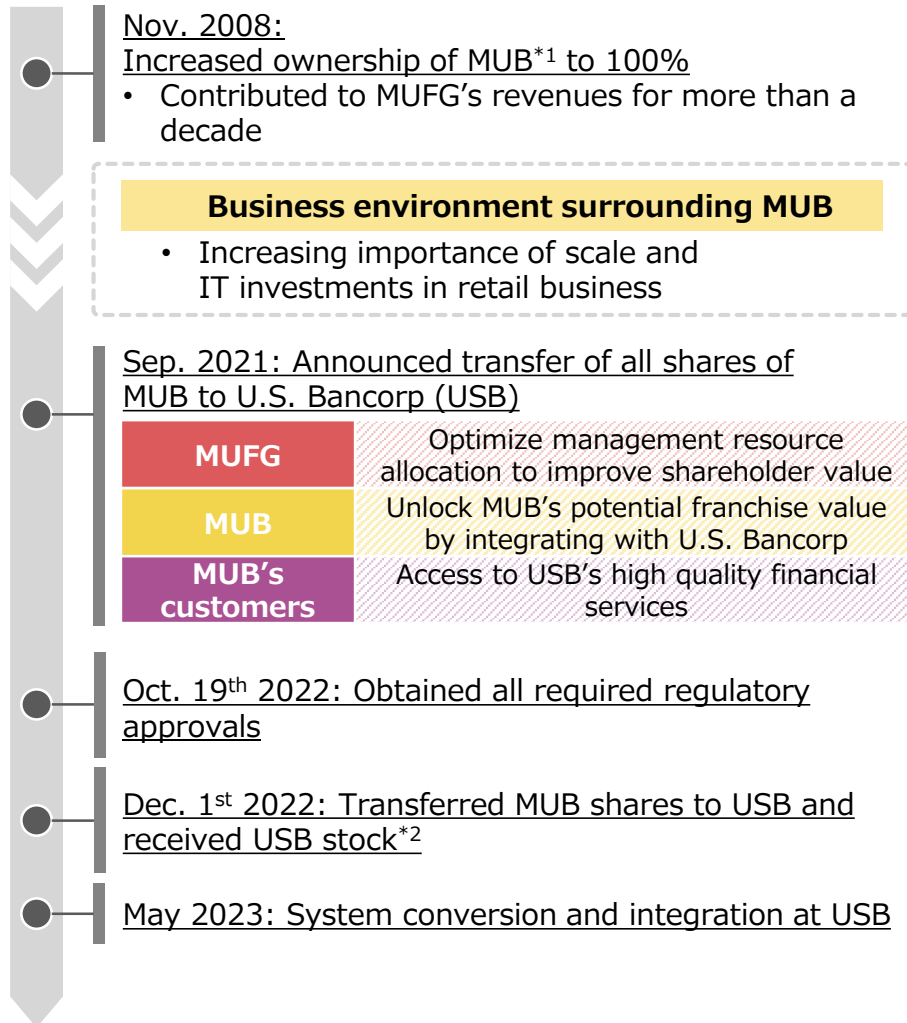 Nov. 2008:
Increased ownership of MUB*1 to 100%
• Contributed to MUFG's revenues for more than a
decade
Business environment surrounding MUB
• Increasing importance of scale and
IT investments in retail business
Sep. 2021: Announced transfer of all shares of
MUB to U.S. Bancorp (USB)
MUFG
Optimize management resource
allocation to improve shareholder value
MUB
Unlock MUB's potential franchise value
by integrating with U.S. Bancorp
MUB's
customers
Access to USB's high quality financial
services
Oct. 19th 2022: Obtained all required regulatory
approvals
Dec. 1st 2022: Transferred MUB shares to USB and
received USB stock*2
May 2023: System conversion and integration at USB